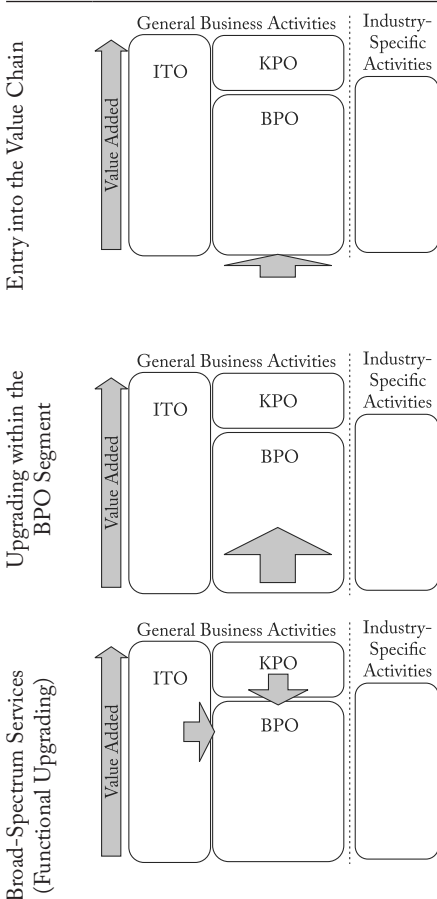 Entry into the Value Chain
General Business Activities
Industry-
Specific
Activities
Value Added
ITO
KPO
BPO
Upgrading within the
BPO Segment
General Business Activities
Industry-
Specific
Activities
Value Added
ITO
KPO
BPO
Broad-Spectrum Services
(Functional Upgrading)
General Business Activities
Industry-
Specific
Activities
Value Added
ITO
KPO
BPO